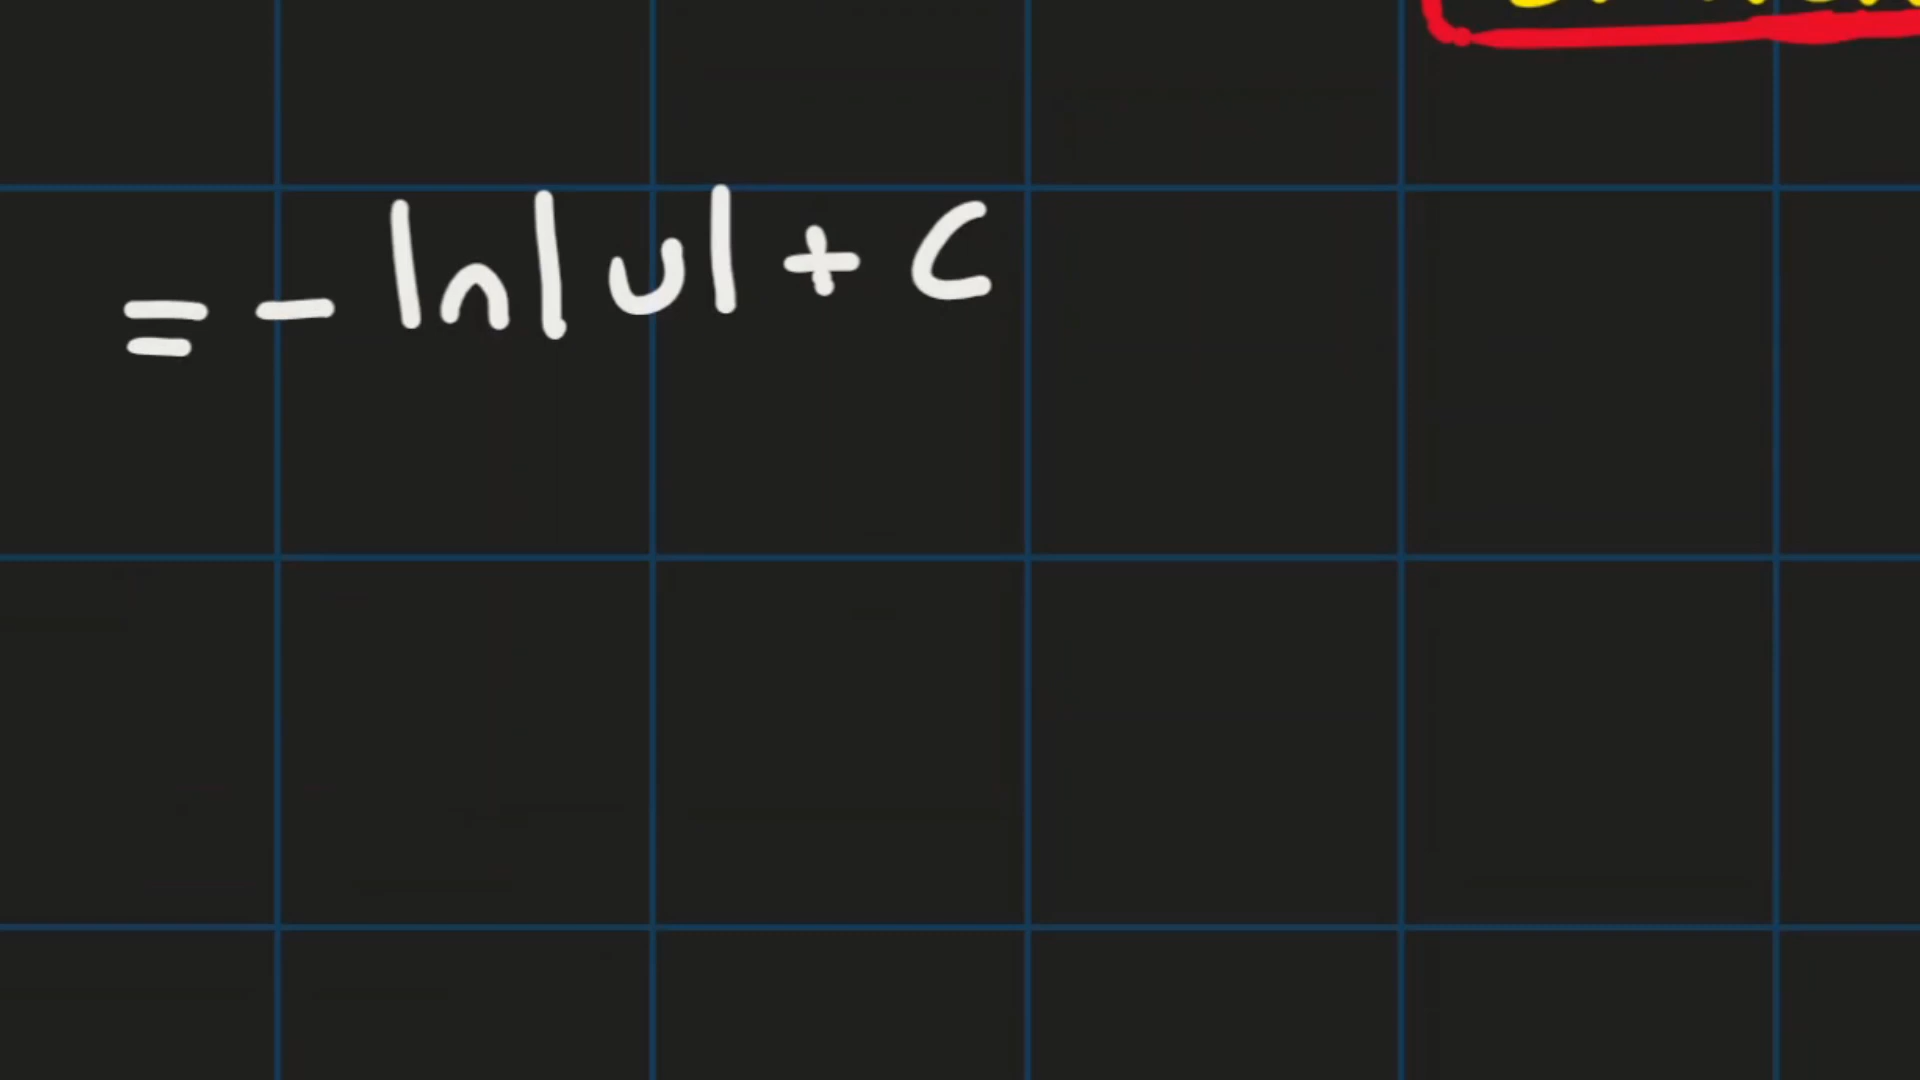 = - ln|u| + C